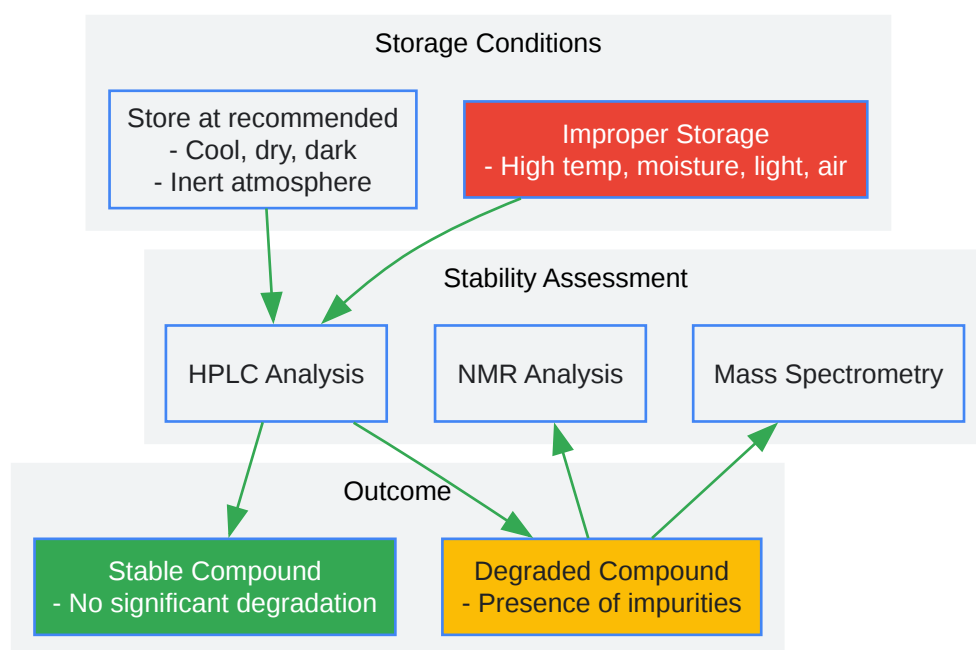 Storage Conditions
Store at recommended
- Cool, dry, dark
- Inert atmosphere
Improper Storage
- High temp, moisture, light, air
Stability Assessment
HPLC Analysis
NMR Analysis
Mass Spectrometry
Outcome
Stable Compound
- No significant degradation
Degraded Compound
- Presence of impurities